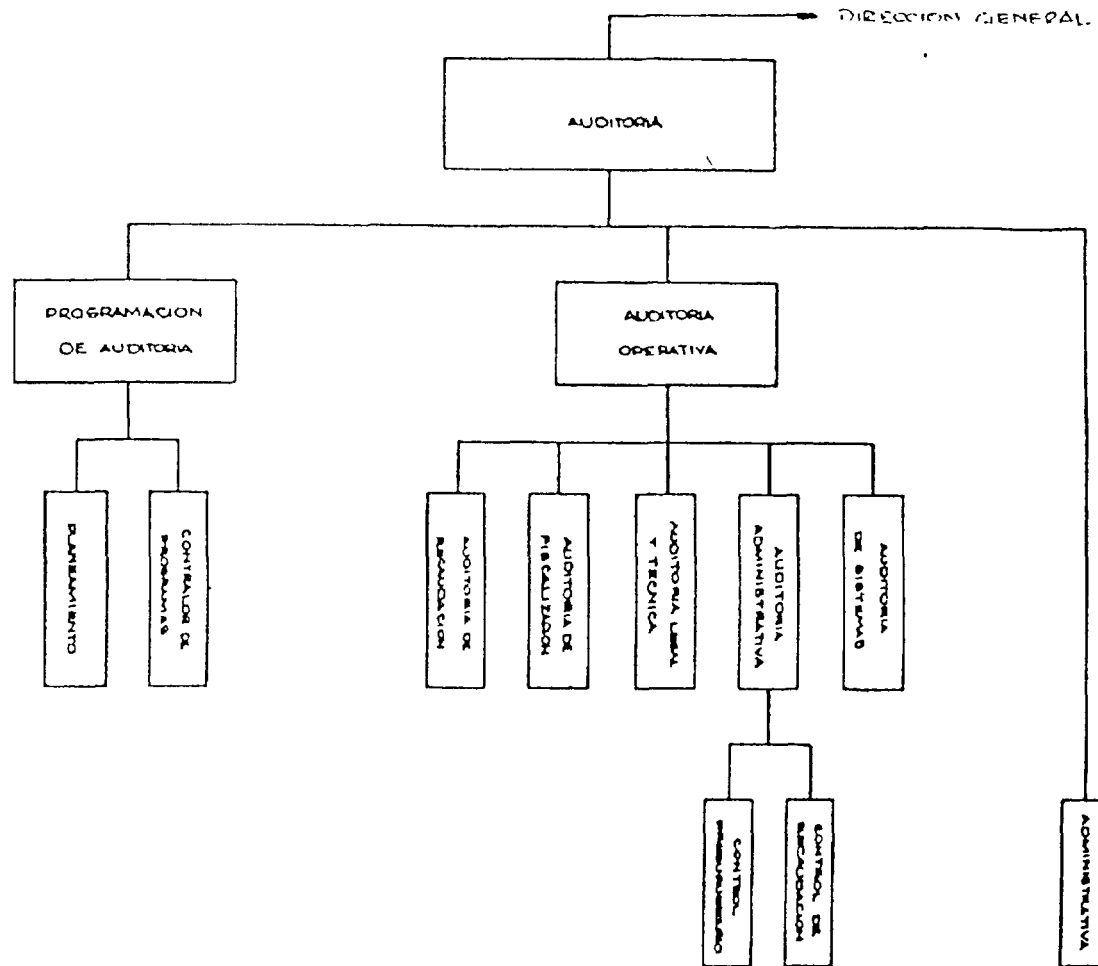 DIRECCION GENERAL.
AUDITORIA
PROGRAMACION
DE AUDITORIA
AUDITORIA
OPERATIVA
PLANEAMIENTO
CONTRALOR DE
PROGRAMAS
AUDITORIA DE
RECAUDACION
AUDITORIA DE
FISCALIZACION
AUDITORIA LEGAL
Y TECNICA
AUDITORIA
ADMINISTRATIVA
AUDITORIA
DE SISTEMAS
CONTROL
CONTROL DE
RECAUDACION
ADMINISTRATIVA